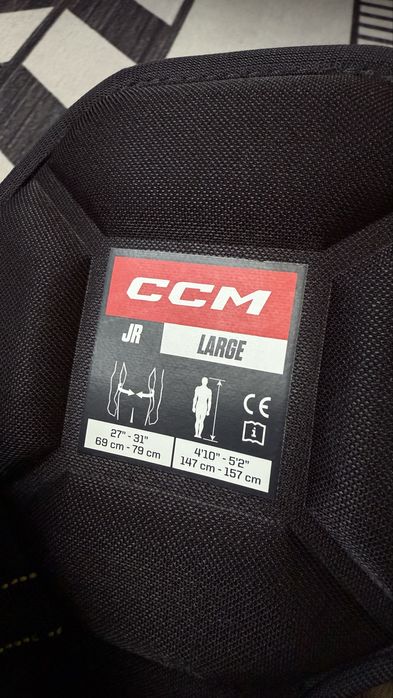 CCM
JR
LARGE
CE
i
27" - 31"
69 cm - 79 cm
4'10" - 5'2"
147 cm - 157 cm